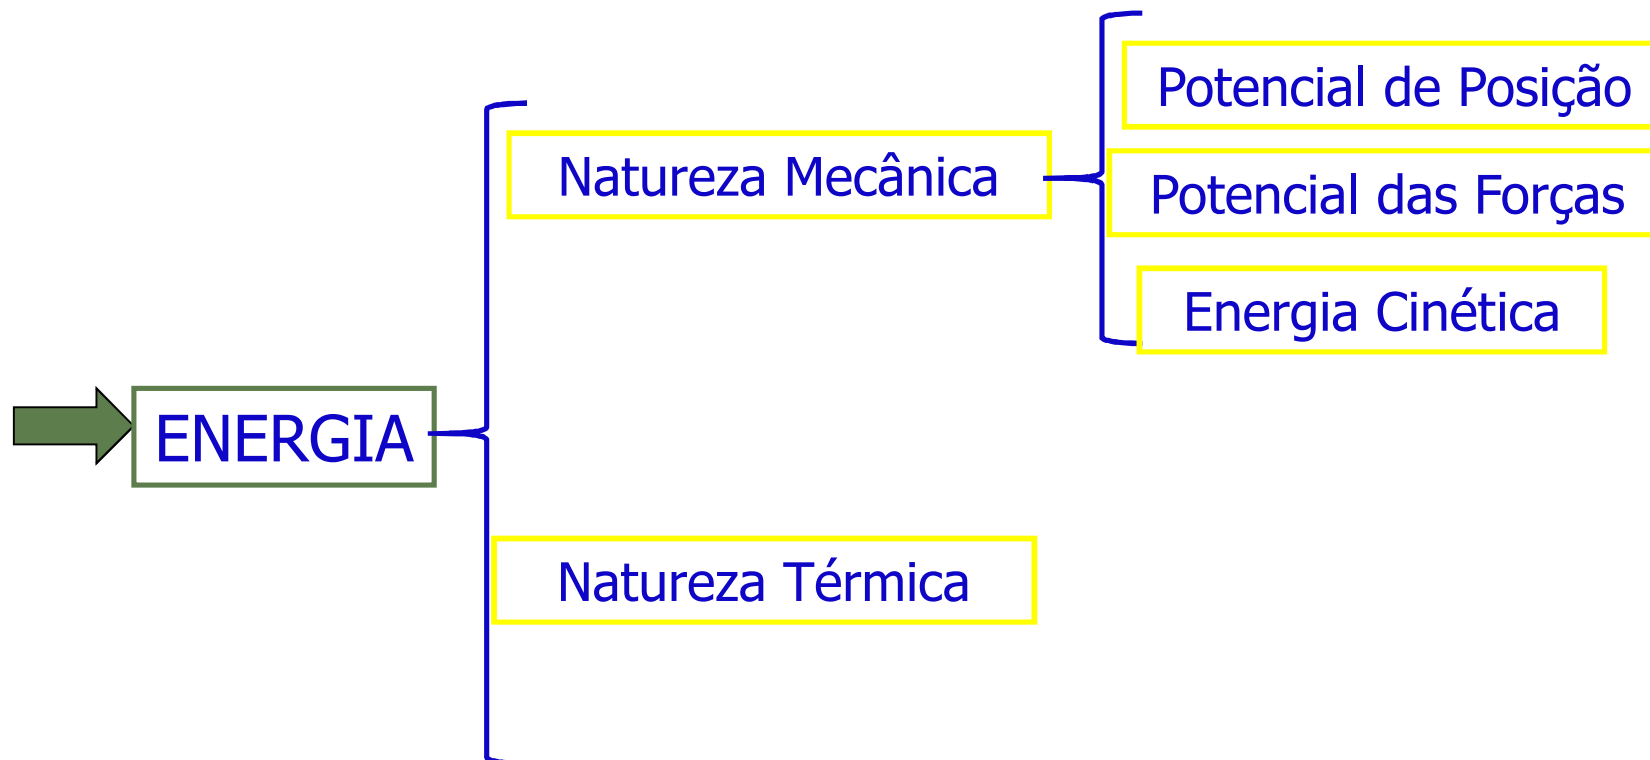 Potencial de Posição
Natureza Mecânica
Potencial das Forças
Energia Cinética
ENERGIA
Natureza Térmica